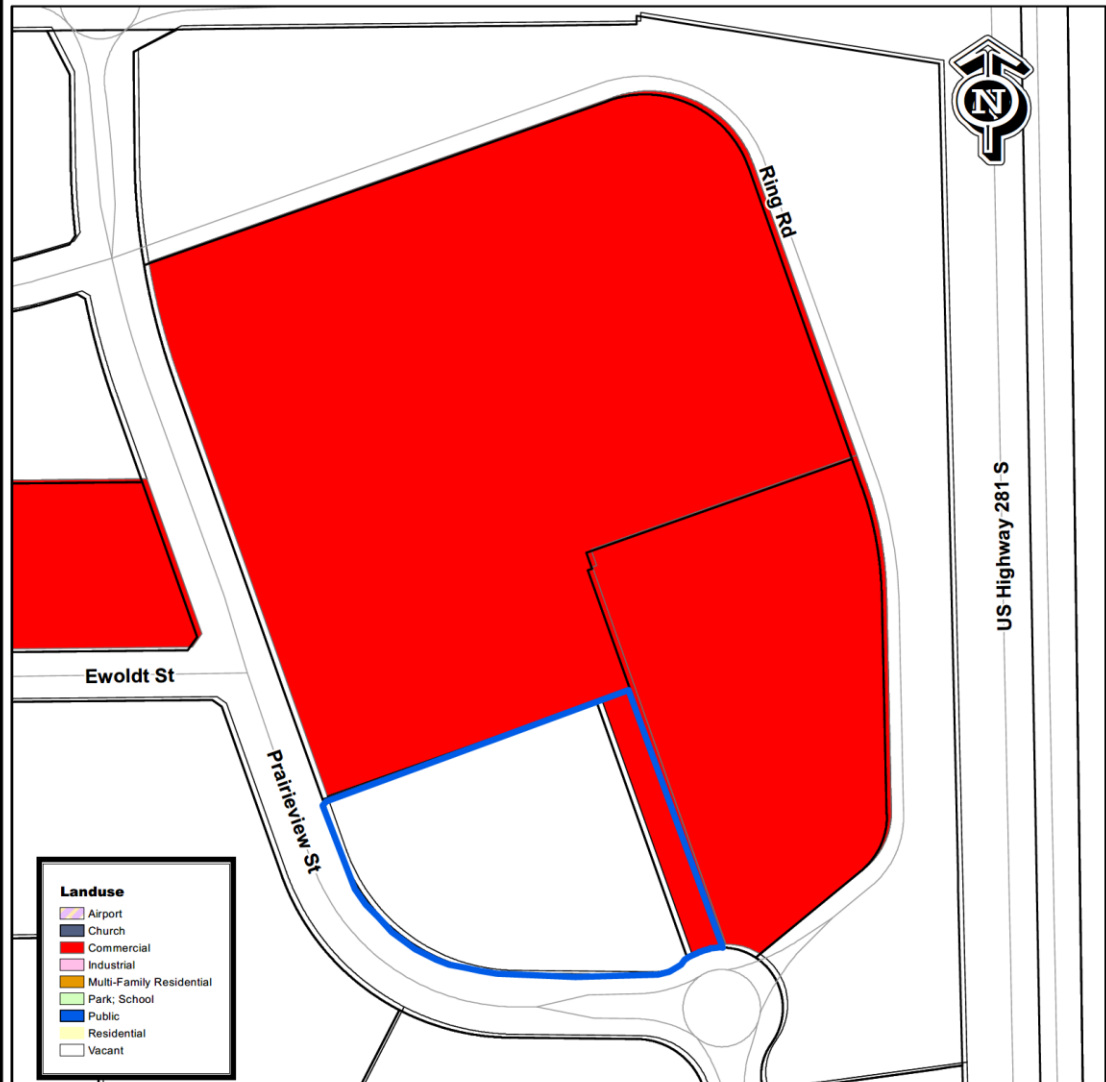 N
Ring Rd
US Highway 281 S
Ewoldt St
Prairieview St
Landuse
Airport
Church
Commercial
Industrial
Multi-Family Residential
Park; School
Public
Residential
Vacant